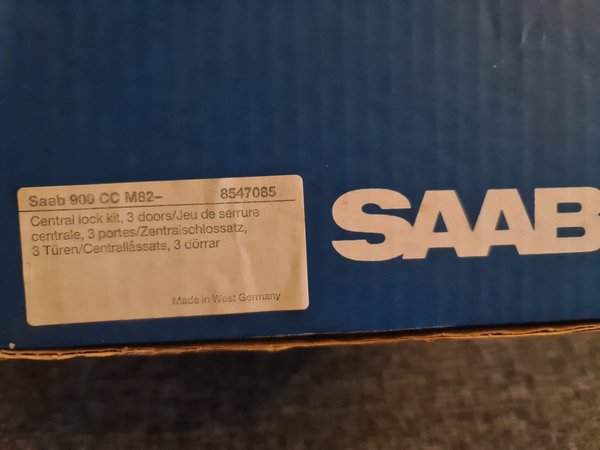 Saab 900 CC M82– 8547085
Central lock kit, 3 doors/Jeu de serrure
centrale, 3 portes/Zentralschlossatz,
3 Türen/Centrallåssats, 3 dörrar
Made in West Germany
SAAB